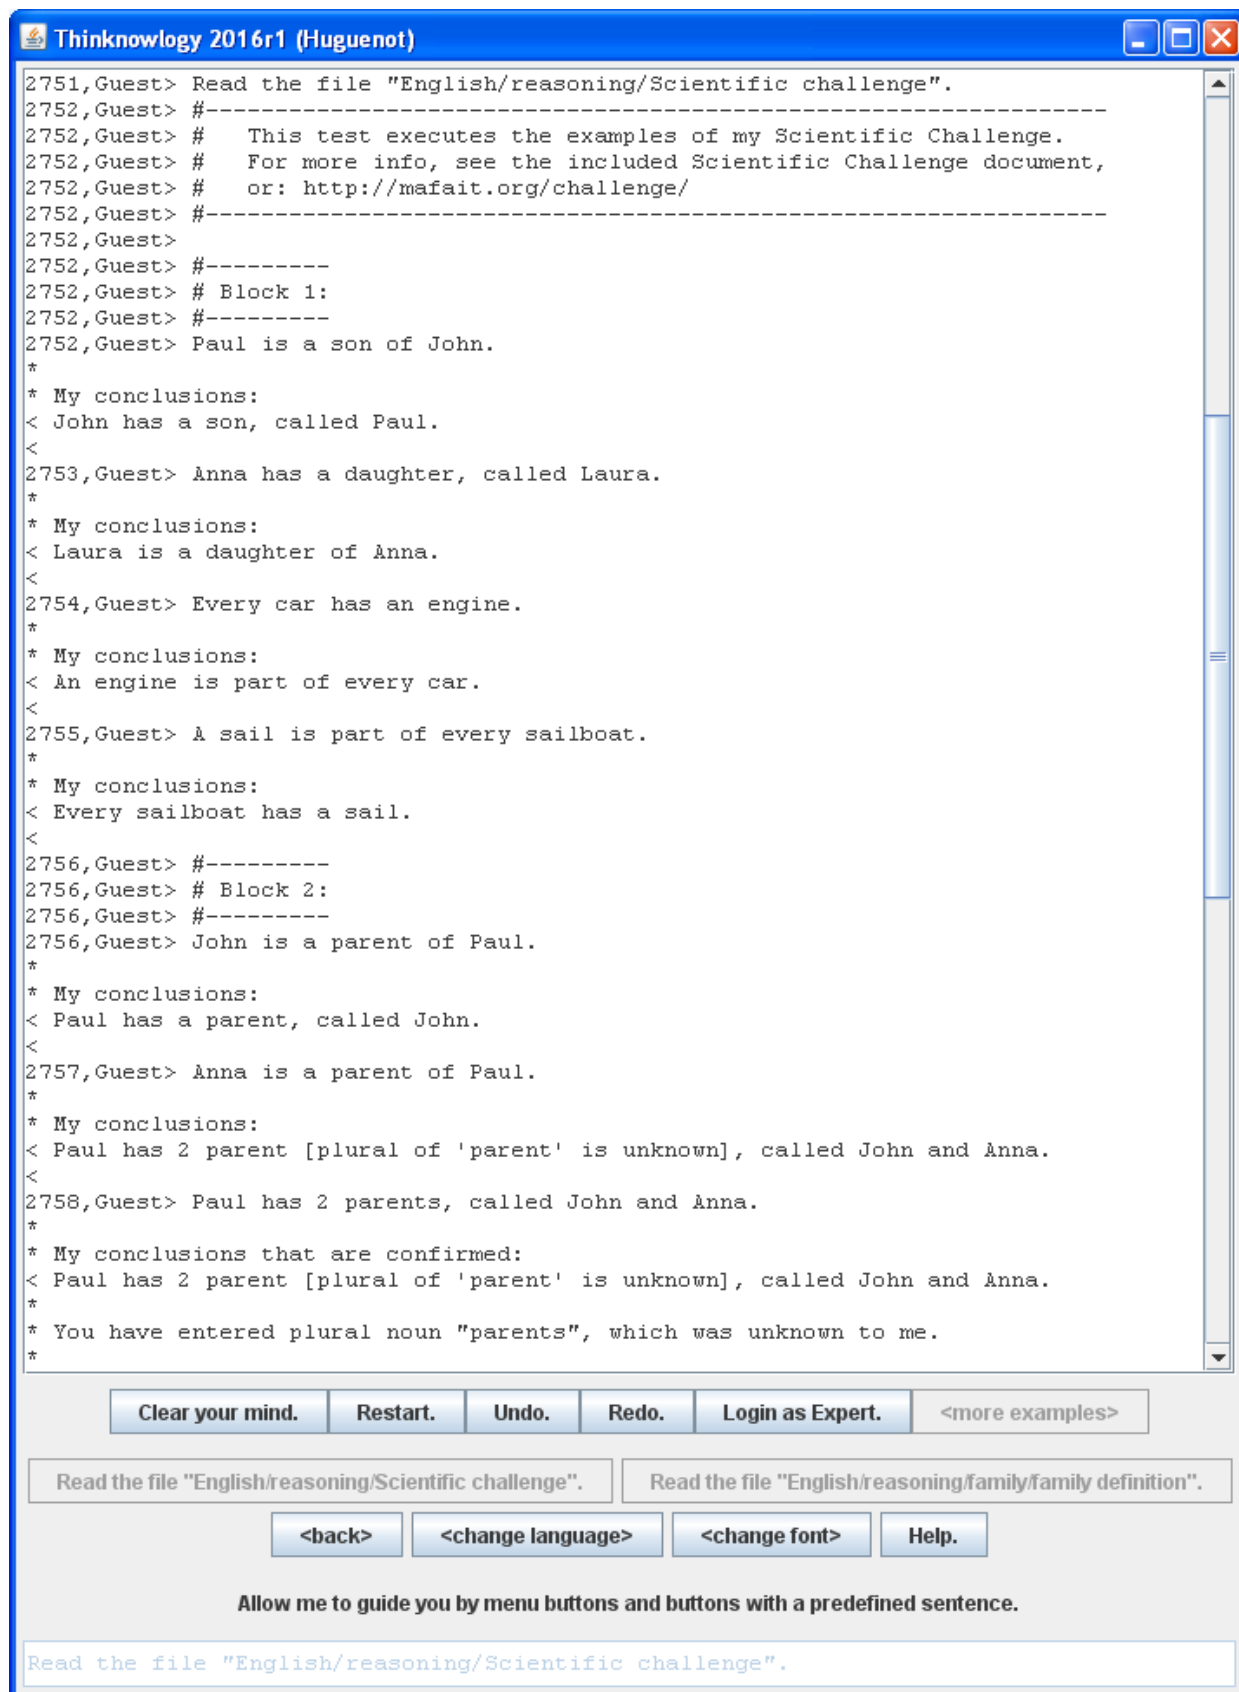 Thinknowlogy 2016r1 (Huguenot)
2751,Guest> Read the file "English/reasoning/Scientific challenge".
2752,Guest> #----------------------------------------------------------------
2752,Guest> #   This test executes the examples of my Scientific Challenge.
2752,Guest> #   For more info, see the included Scientific Challenge document,
2752,Guest> #   or: http://mafait.org/challenge/
2752,Guest> #----------------------------------------------------------------
2752,Guest>
2752,Guest> #---------
2752,Guest> # Block 1:
2752,Guest> #---------
2752,Guest> Paul is a son of John.
*
* My conclusions:
< John has a son, called Paul.
<
2753,Guest> Anna has a daughter, called Laura.
*
* My conclusions:
< Laura is a daughter of Anna.
<
2754,Guest> Every car has an engine.
*
* My conclusions:
< An engine is part of every car.
<
2755,Guest> A sail is part of every sailboat.
*
* My conclusions:
< Every sailboat has a sail.
<
2756,Guest> #---------
2756,Guest> # Block 2:
2756,Guest> #---------
2756,Guest> John is a parent of Paul.
*
* My conclusions:
< Paul has a parent, called John.
<
2757,Guest> Anna is a parent of Paul.
*
* My conclusions:
< Paul has 2 parent [plural of 'parent' is unknown], called John and Anna.
<
2758,Guest> Paul has 2 parents, called John and Anna.
*
* My conclusions that are confirmed:
< Paul has 2 parent [plural of 'parent' is unknown], called John and Anna.
*
* You have entered plural noun "parents", which was unknown to me.
*
Clear your mind. Restart. Undo. Redo. Login as Expert. <more examples>
Read the file "English/reasoning/Scientific challenge". Read the file "English/reasoning/family/family definition".
<back> <change language> <change font> Help.
Allow me to guide you by menu buttons and buttons with a predefined sentence.
Read the file "English/reasoning/Scientific challenge".